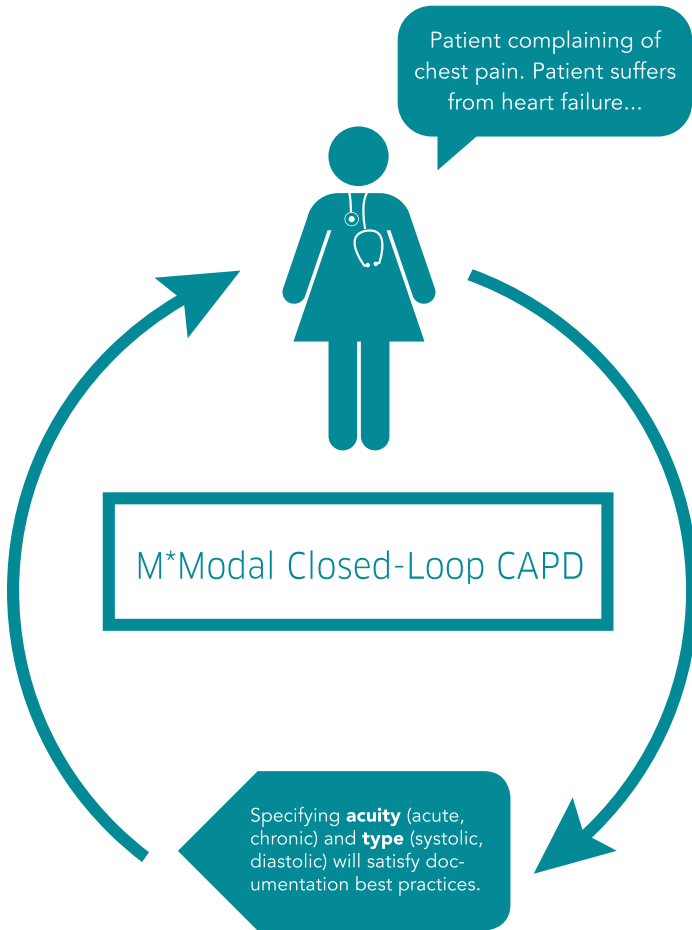 Patient complaining of
chest pain. Patient suffers
from heart failure...
M*Modal Closed-Loop CAPD
Specifying acuity (acute,
chronic) and type (systolic,
diastolic) will satisfy doc-
umentation best practices.